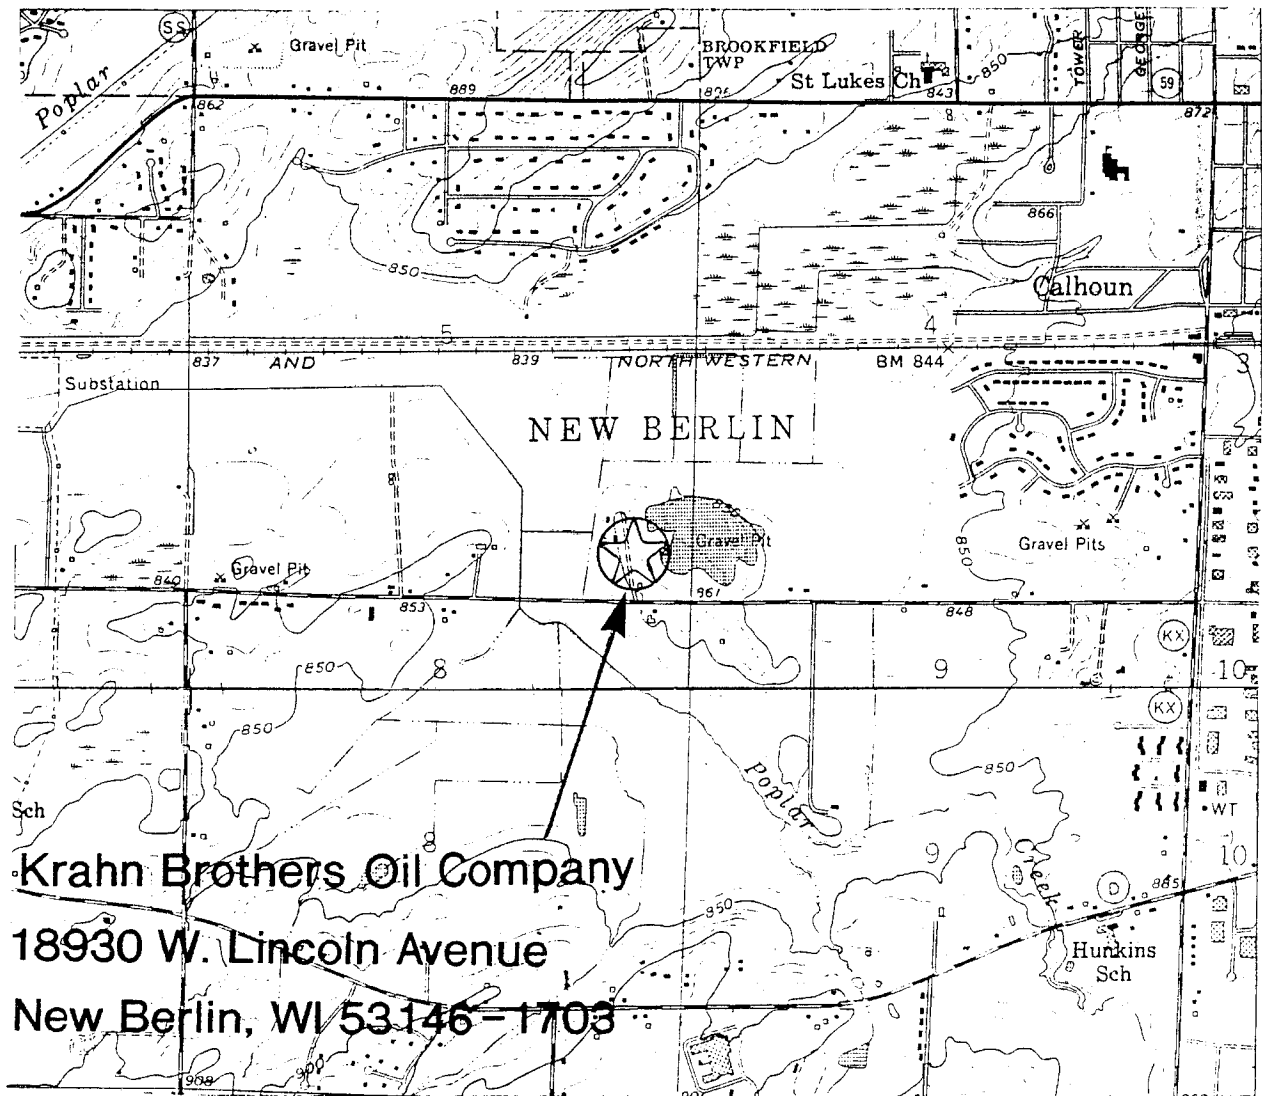 SS
Gravel Pit
BROOKFIELD
TWP
TOWER
GEORGE
Poplar
St Lukes Ch
850
59
862
889
843
872
8
866
850
Calhoun
5
4
837
AND
839
NORTH WESTERN
BM 844
3
Substation
NEW BERLIN
Gravel Pit
Gravel Pits
850
Gravel Pit
840
853
961
848
KX
850
8
9
10
KX
850
850
Poplar
Sch
WT
8
9
10
Creek
Krahn Brothers Oil Company
D
885
850
18930 W. Lincoln Avenue
Hunkins
Sch
New Berlin, WI 53146-1703
900
908